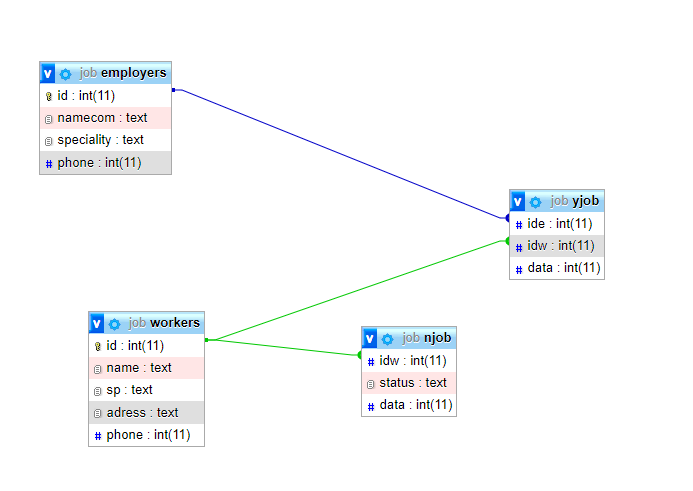 v job employers
id : int(11)
namecom : text
speciality : text
# phone : int(11)
v job yjob
# ide : int(11)
# idw : int(11)
# data : int(11)
v job workers
id : int(11)
name : text
sp : text
adress : text
# phone : int(11)
v job njob
# idw : int(11)
status : text
# data : int(11)